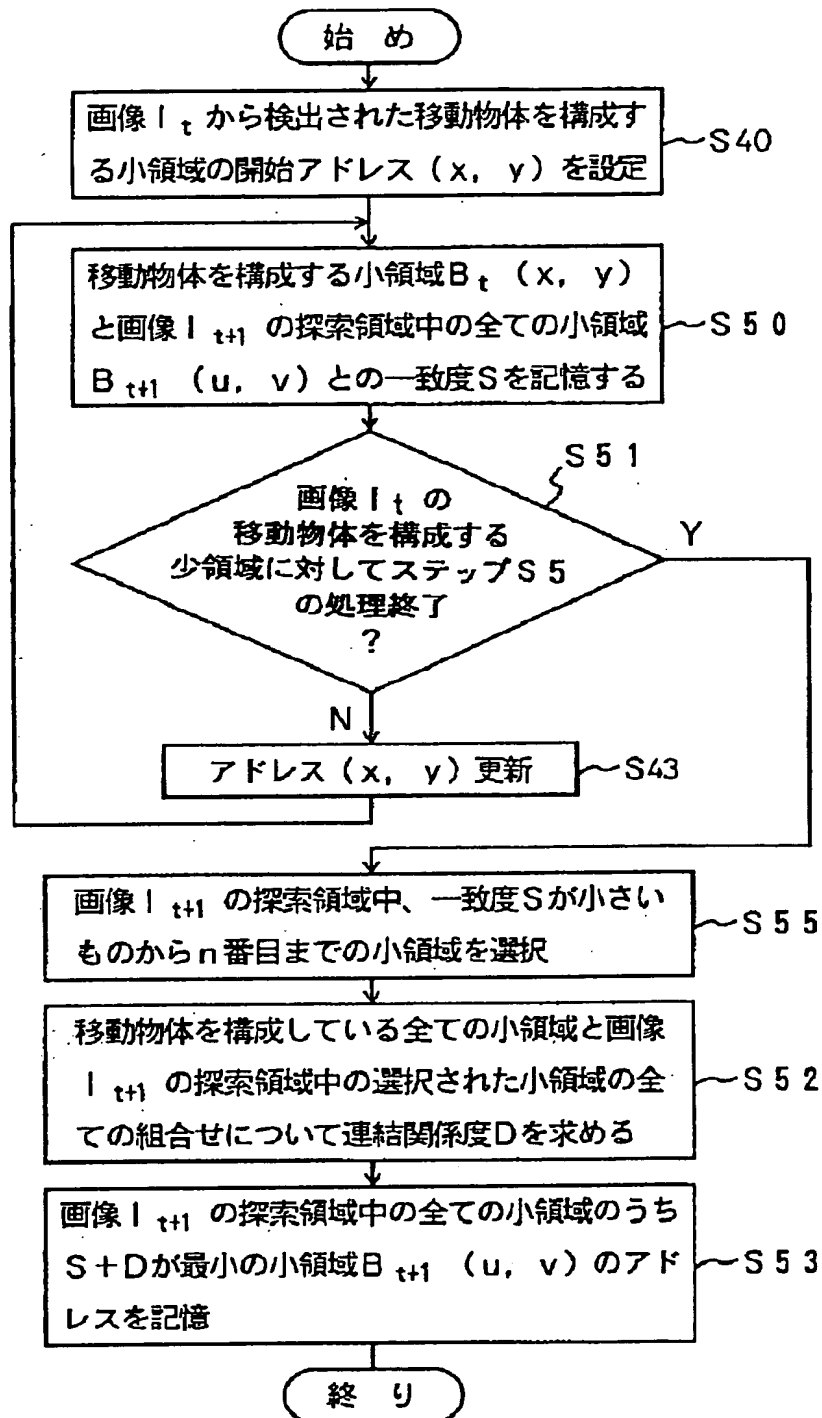 始 め
画像 I t から検出された移動物体を構成す
る小領域の開始アドレス (x, y) を設定
S40
移動物体を構成する小領域B t (x, y)
と画像 I t+1 の探索領域中の全ての小領域
B t+1 (u, v) との一致度Sを記憶する
S50
S51
画像 I t の
移動物体を構成する
少領域に対してステップS5
の処理終了
?
Y
N
アドレス (x, y) 更新
S43
画像 I t+1 の探索領域中、一致度Sが小さい
ものからn番目までの小領域を選択
S55
移動物体を構成している全ての小領域と画像
I t+1 の探索領域中の選択された小領域の全
ての組合せについて連結関係度Dを求める
S52
画像 I t+1 の探索領域中の全ての小領域のうち
S+Dが最小の小領域B t+1 (u, v) のアド
レスを記憶
S53
終 り